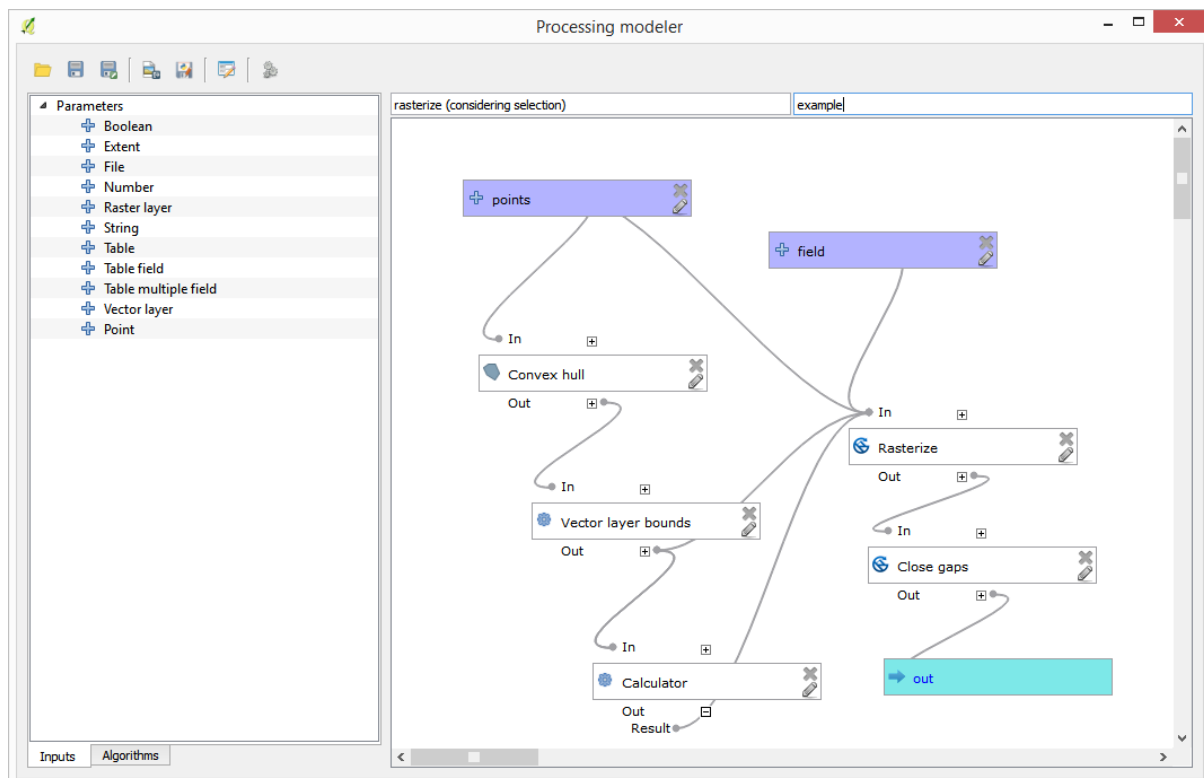 Processing modeler
Parameters
Boolean
Extent
File
Number
Raster layer
String
Table
Table field
Table multiple field
Vector layer
Point
Inputs
Algorithms
rasterize (considering selection)
example
points
field
In
Convex hull
Out
In
Rasterize
Out
In
Vector layer bounds
Out
In
Close gaps
Out
In
Calculator
Out
Result
out